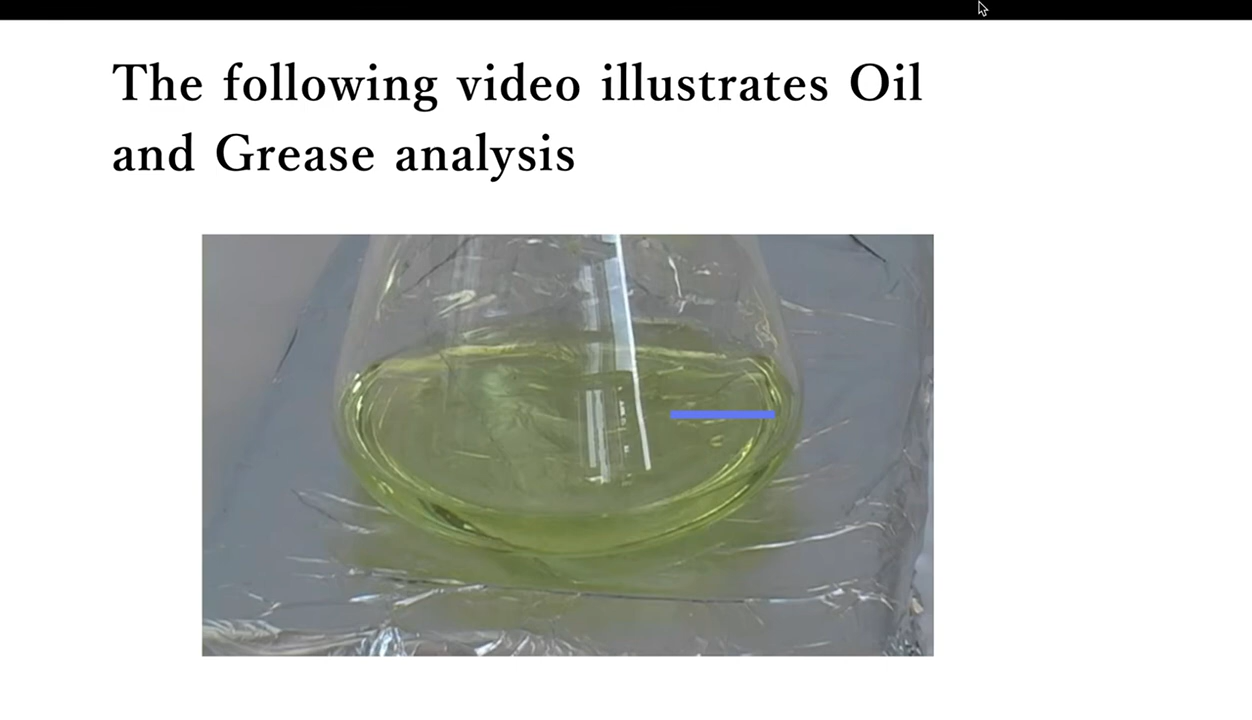 The following video illustrates Oil
and Grease analysis